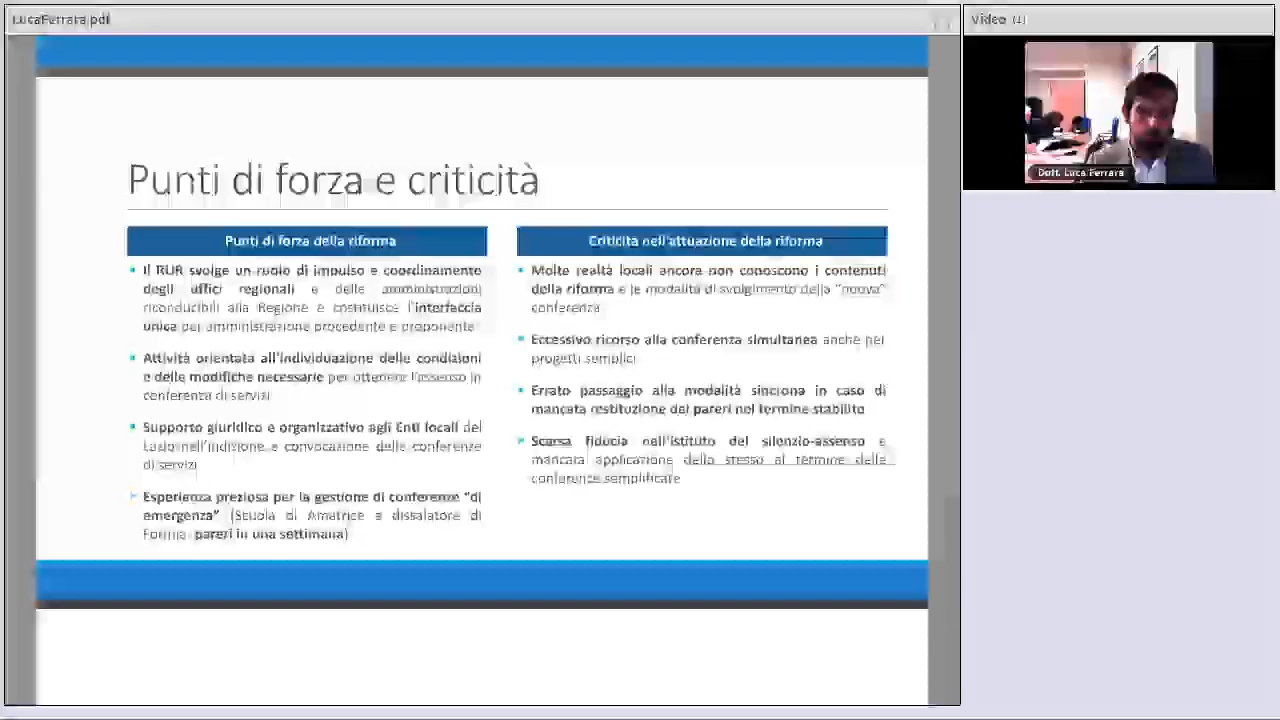 LucaFerrara.pdf
Video (1)
Dott. Luca Ferrara
Punti di forza e criticità
Punti di forza della riforma
Il RUR svolge un ruolo di impulso e coordinamento
degli uffici regionali e delle amministrazioni
riconducibili alla Regione e costituisce l'interfaccia
unica per amministrazione procedente e proponente
Attività orientata all'individuazione delle condizioni
e delle modifiche necessarie per ottenere l'assenso in
conferenza di servizi
Supporto giuridico e organizzativo agli Enti locali del
Lazio nell'indizione e convocazione delle conferenze
di servizi
Esperienza preziosa per la gestione di conferenze "di
emergenza" (Scuola di Amatrice e dissalatore di
Formia: pareri in una settimana)
Criticità nell'attuazione della riforma
Molte realtà locali ancora non conoscono i contenuti
della riforma e le modalità di svolgimento della "nuova"
conferenza
Eccessivo ricorso alla conferenza simultanea anche per
progetti semplici
Errato passaggio alla modalità sincrona in caso di
mancata restituzione dei pareri nel termine stabilito
Scarsa fiducia nell'istituto del silenzio-assenso e
mancata applicazione dello stesso al termine delle
conferenze semplificate